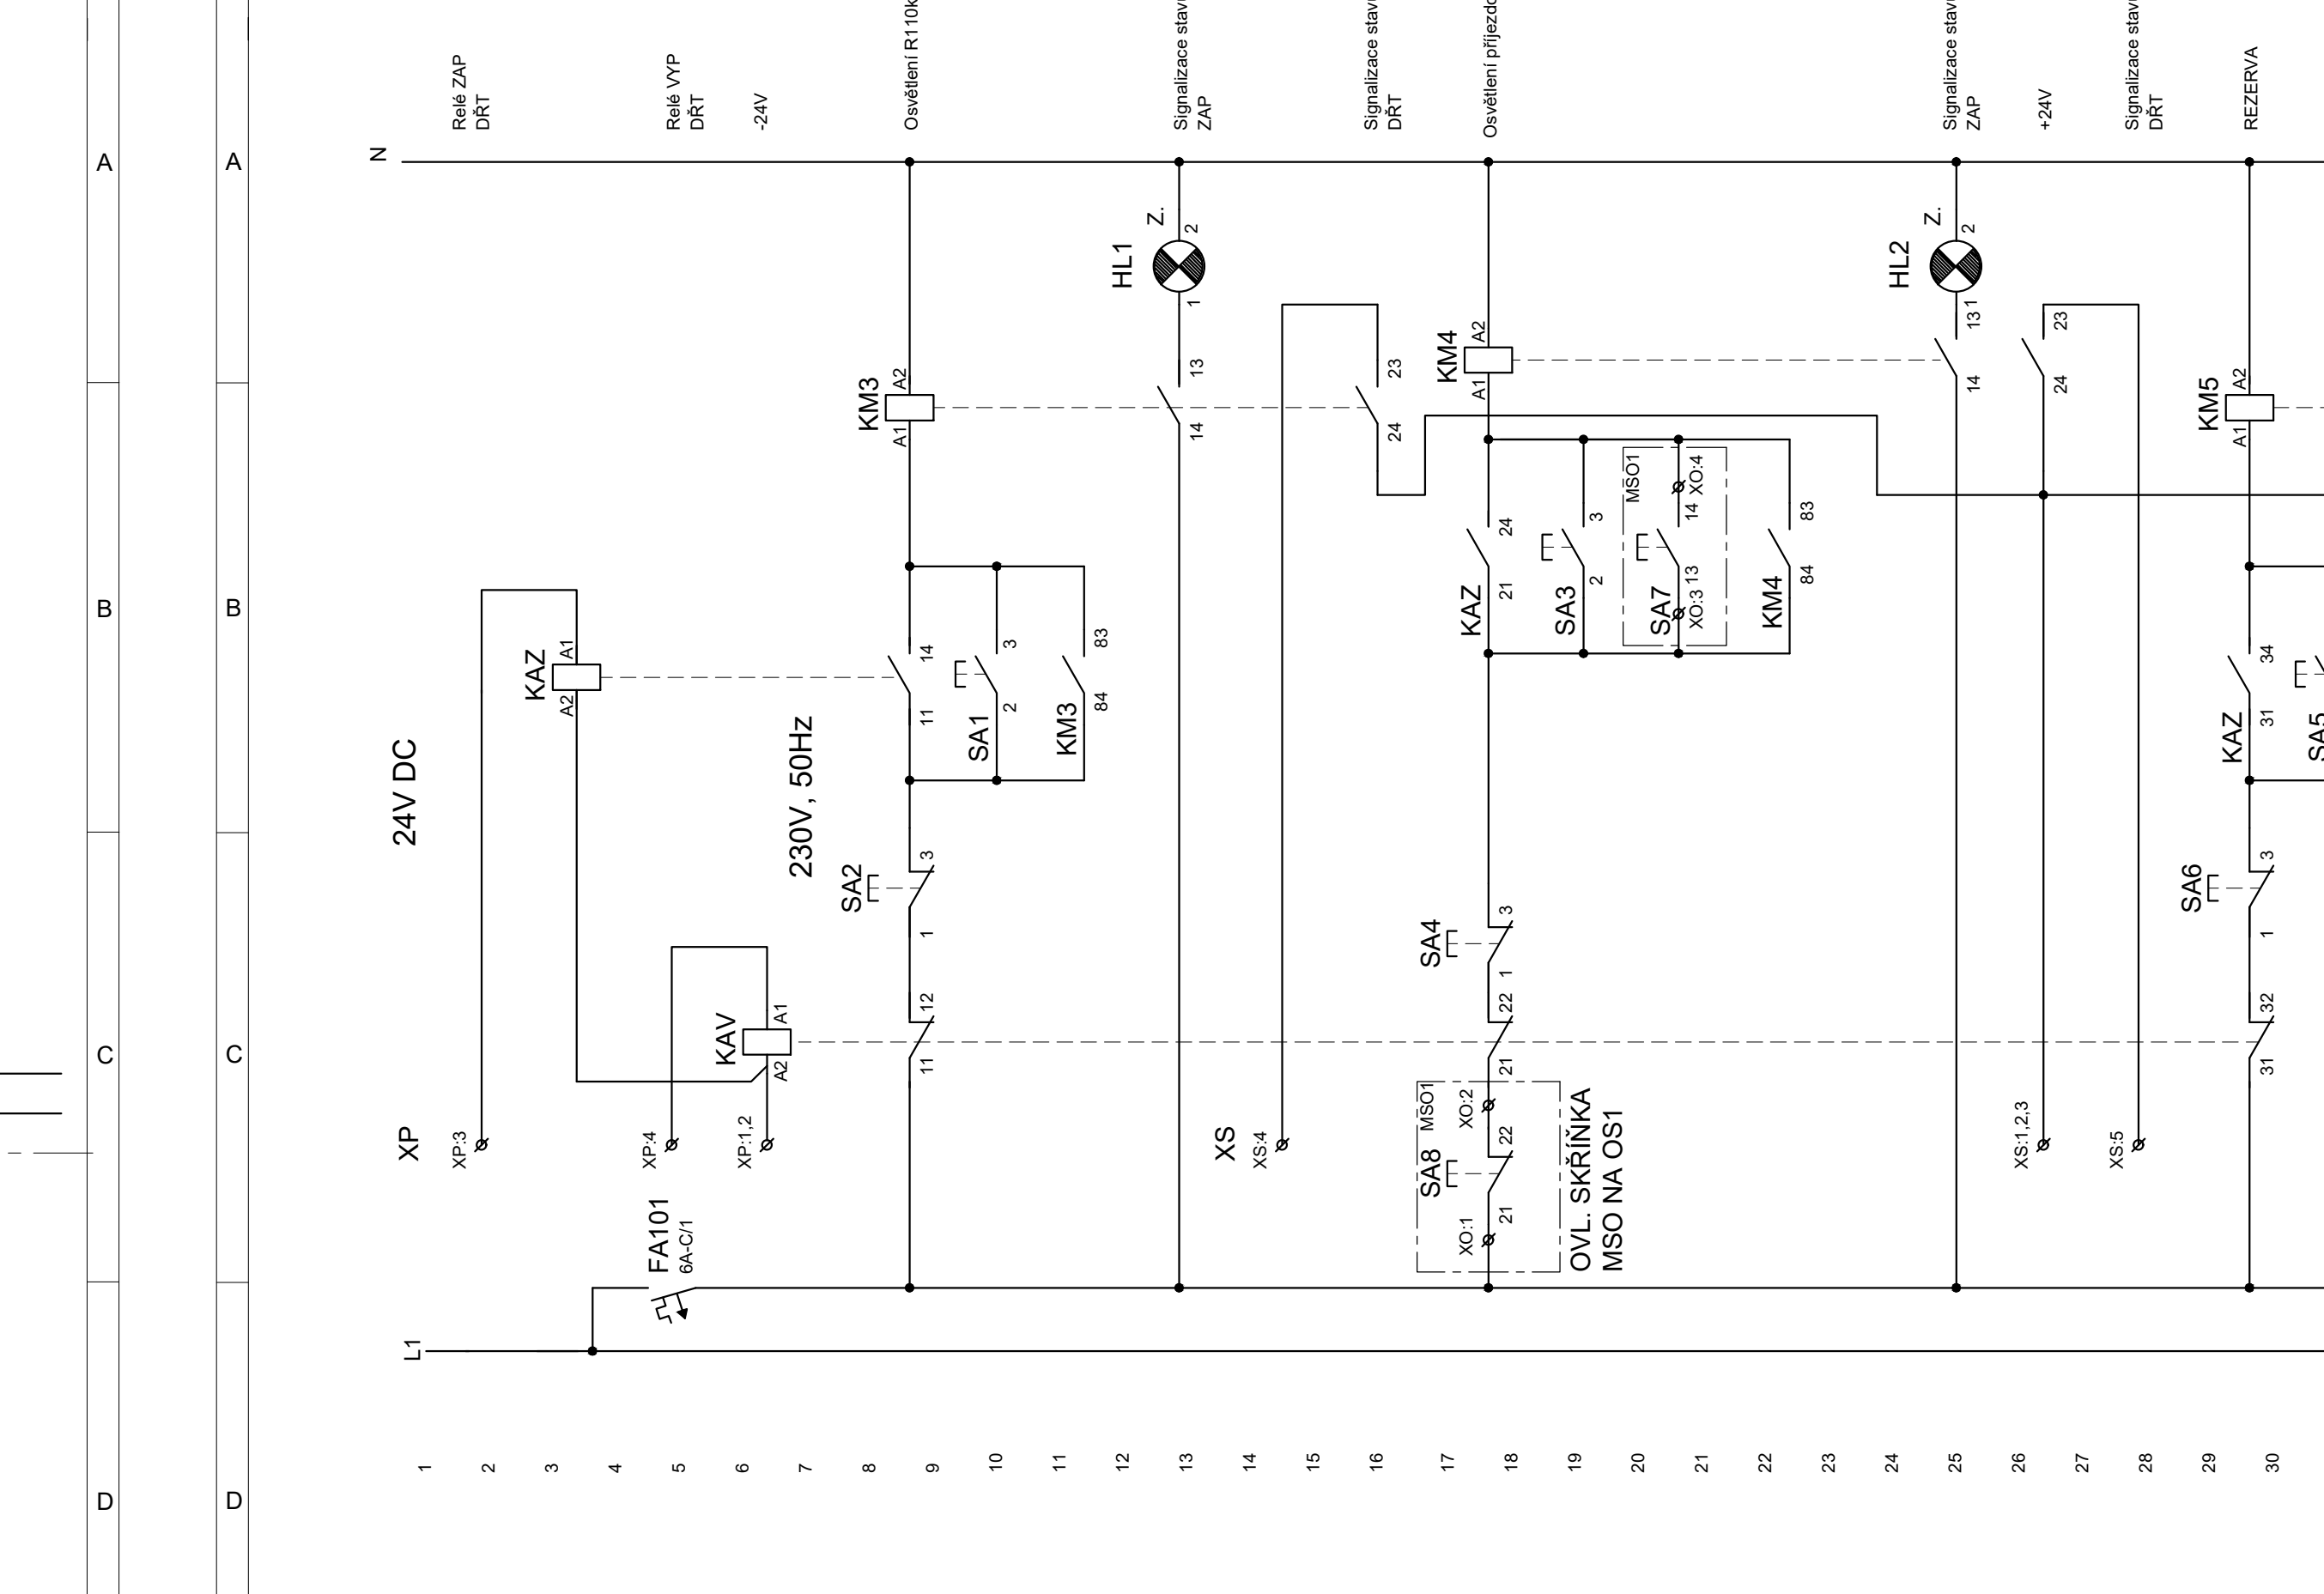 Relé ZAP
DŘT
Relé VYP
DŘT
-24V
Osvětlení R110k
Signalizace
ZAP
Signalizace
DŘT
Osvětlení
Signalizace
ZAP
+24V
Signalizace
DŘT
REZERVA
A
A
N
HL1
Z.
2
1
HL2
Z.
2
1
KM3
A2
A1
13
14
23
24
KM4
A2
A1
13
14
23
24
KM5
A2
A1
B
B
24V DC
KAZ
A1
A2
230V, 50Hz
14
11
SA1
3
2
KM3
83
84
KAZ
24
21
SA3
3
2
MSO1
XO:4
14
SA7
XO:3
13
KM4
83
84
KAZ
34
31
SA5
SA2
3
1
SA4
3
1
SA6
3
1
C
C
KAV
A1
A2
12
11
22
21
32
31
XP
XP:3
XP:4
XP:1,2
XS
XS:4
MSO1
XO:2
22
SA8
XO:1
21
OVL. SKŘÍŇKA
MSO NA OS1
XS:1,2,3
XS:5
FA101
6A-C/1
L1
D
D
1
2
3
4
5
6
7
8
9
10
11
12
13
14
15
16
17
18
19
20
21
22
23
24
25
26
27
28
29
30